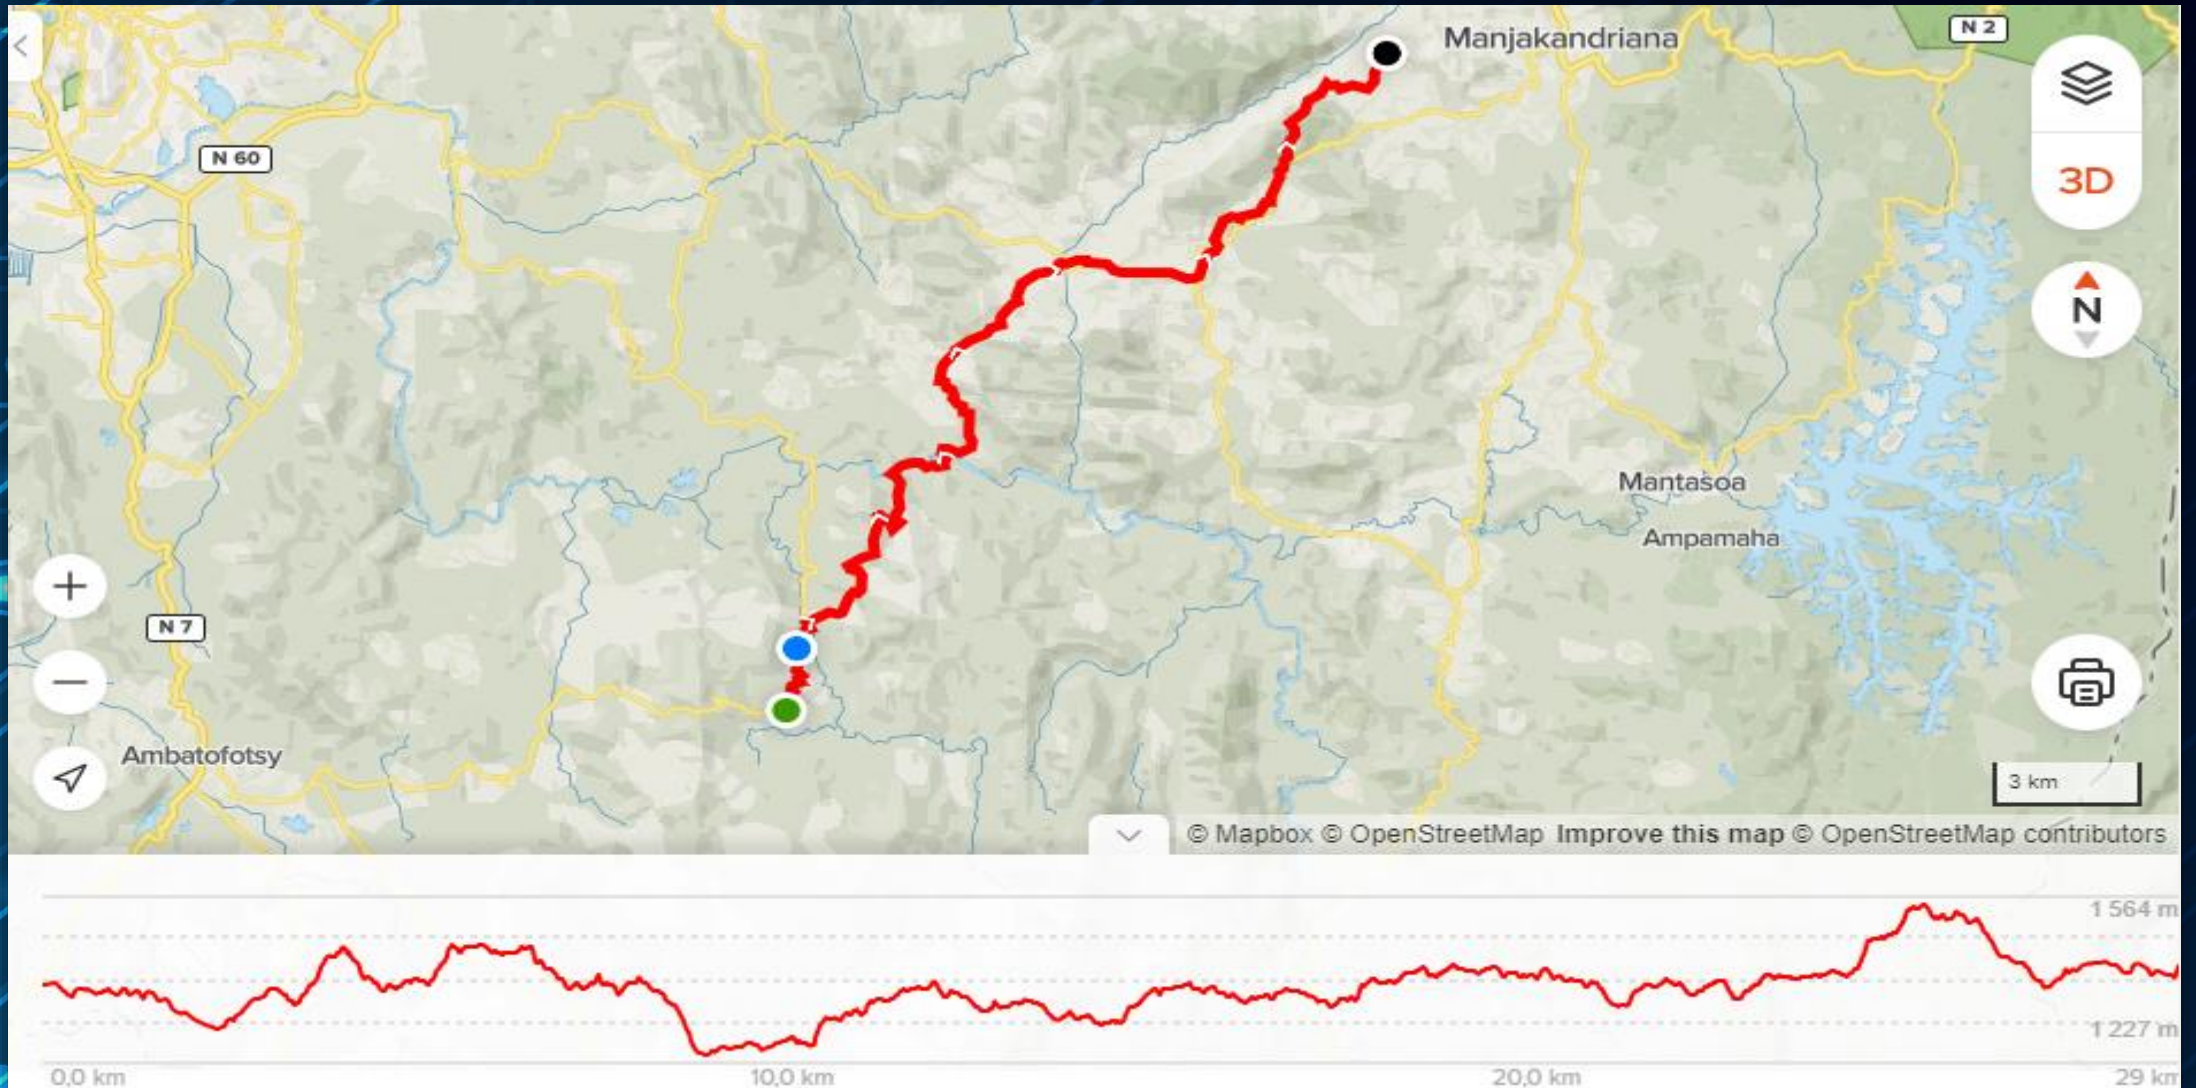 Manjakandriana
N 2
N 60
3D
N
Mantasoa
Ampamaha
N 7
Ambatofotsy
3 km
© Mapbox © OpenStreetMap Improve this map © OpenStreetMap contributors
1 564 m
1 227 m
0,0 km
10,0 km
20,0 km
29 km